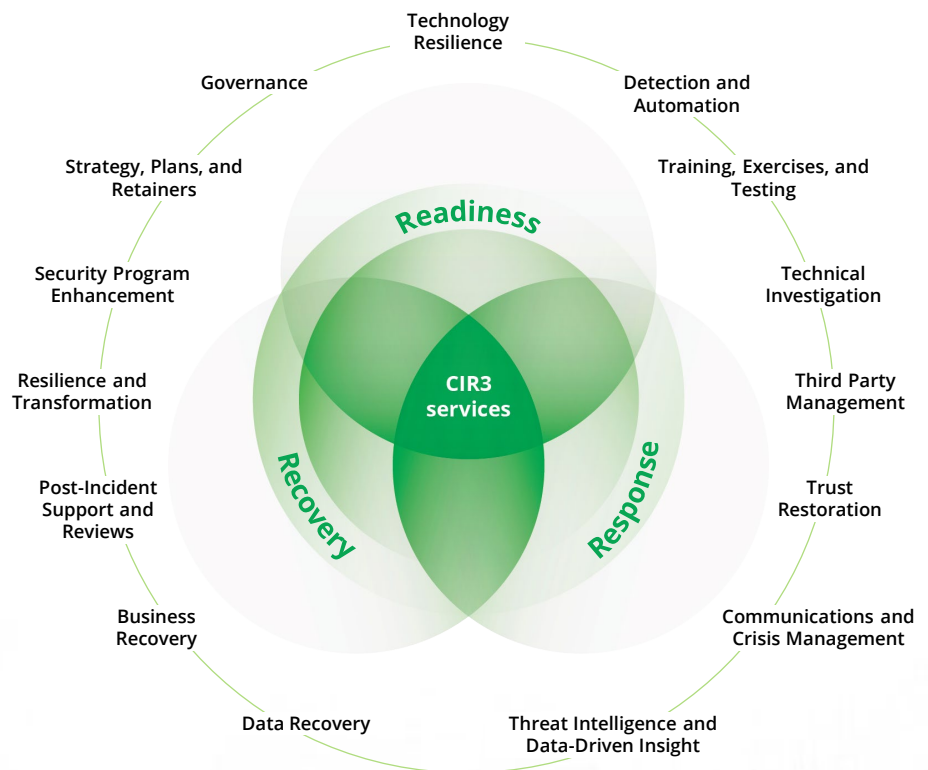 Technology
Resilience
Governance
Detection and
Automation
Strategy, Plans, and
Retainers
Training, Exercises, and
Testing
Readiness
Security Program
Enhancement
Technical
Investigation
CIR3
services
Resilience and
Transformation
Third Party
Management
Recovery
Response
Post-Incident
Support and
Reviews
Trust
Restoration
Business
Recovery
Communications and
Crisis Management
Data Recovery
Threat Intelligence and
Data-Driven Insight